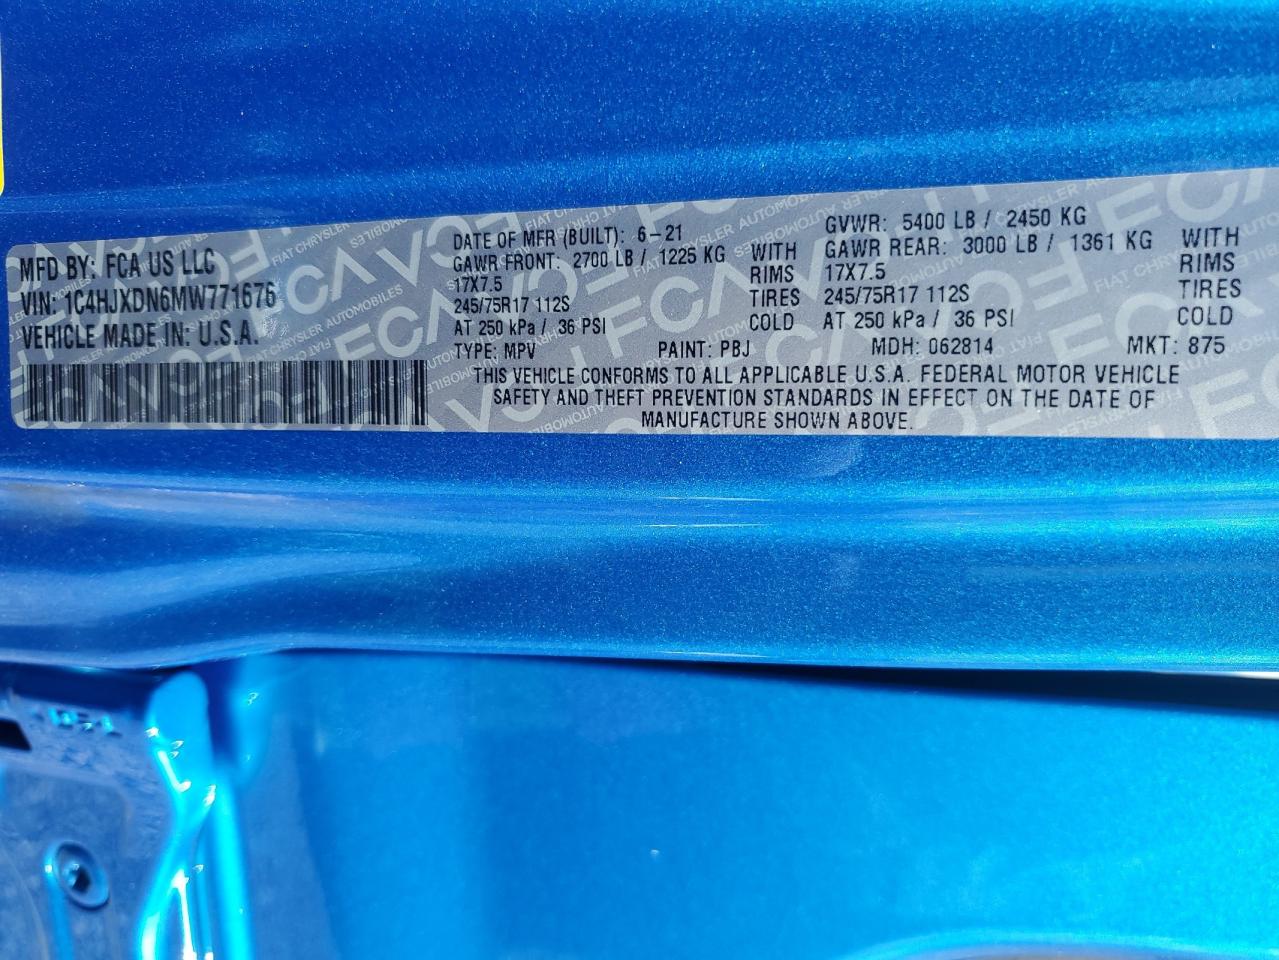 MFD BY: FCA US LLC
VIN: 1C4HJXDN6MW771676
VEHICLE MADE IN: U.S.A.
DATE OF MFR (BUILT): 6-21
GAWR FRONT: 2700 LB / 1225 KG WITH
17X7.5 RIMS
245/75R17 112S TIRES
AT 250 kPa / 36 PSI COLD
GVWR: 5400 LB / 2450 KG
GAWR REAR: 3000 LB / 1361 KG WITH
17X7.5 RIMS
245/75R17 112S TIRES
AT 250 kPa / 36 PSI COLD
TYPE: MPV PAINT: PBJ MDH: 062814 MKT: 875
THIS VEHICLE CONFORMS TO ALL APPLICABLE U.S.A. FEDERAL MOTOR VEHICLE
SAFETY AND THEFT PREVENTION STANDARDS IN EFFECT ON THE DATE OF
MANUFACTURE SHOWN ABOVE.